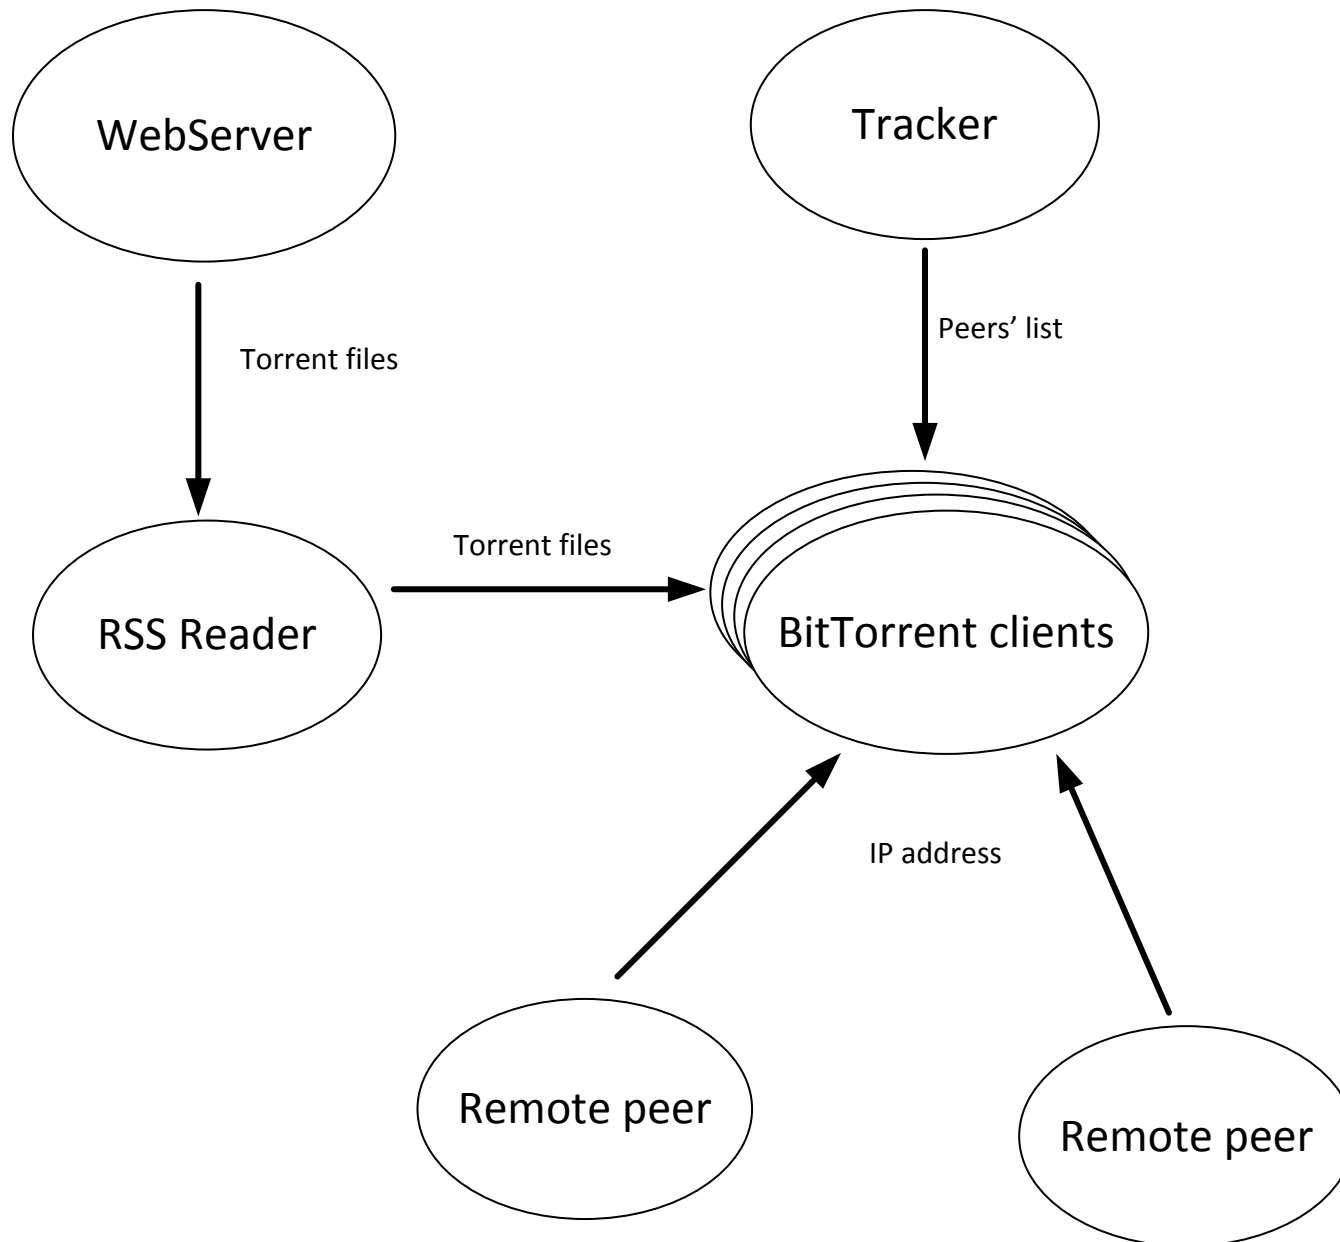 WebServer
Tracker
Peers’ list
Torrent files
Torrent files
RSS Reader
BitTorrent clients
IP address
Remote peer
Remote peer